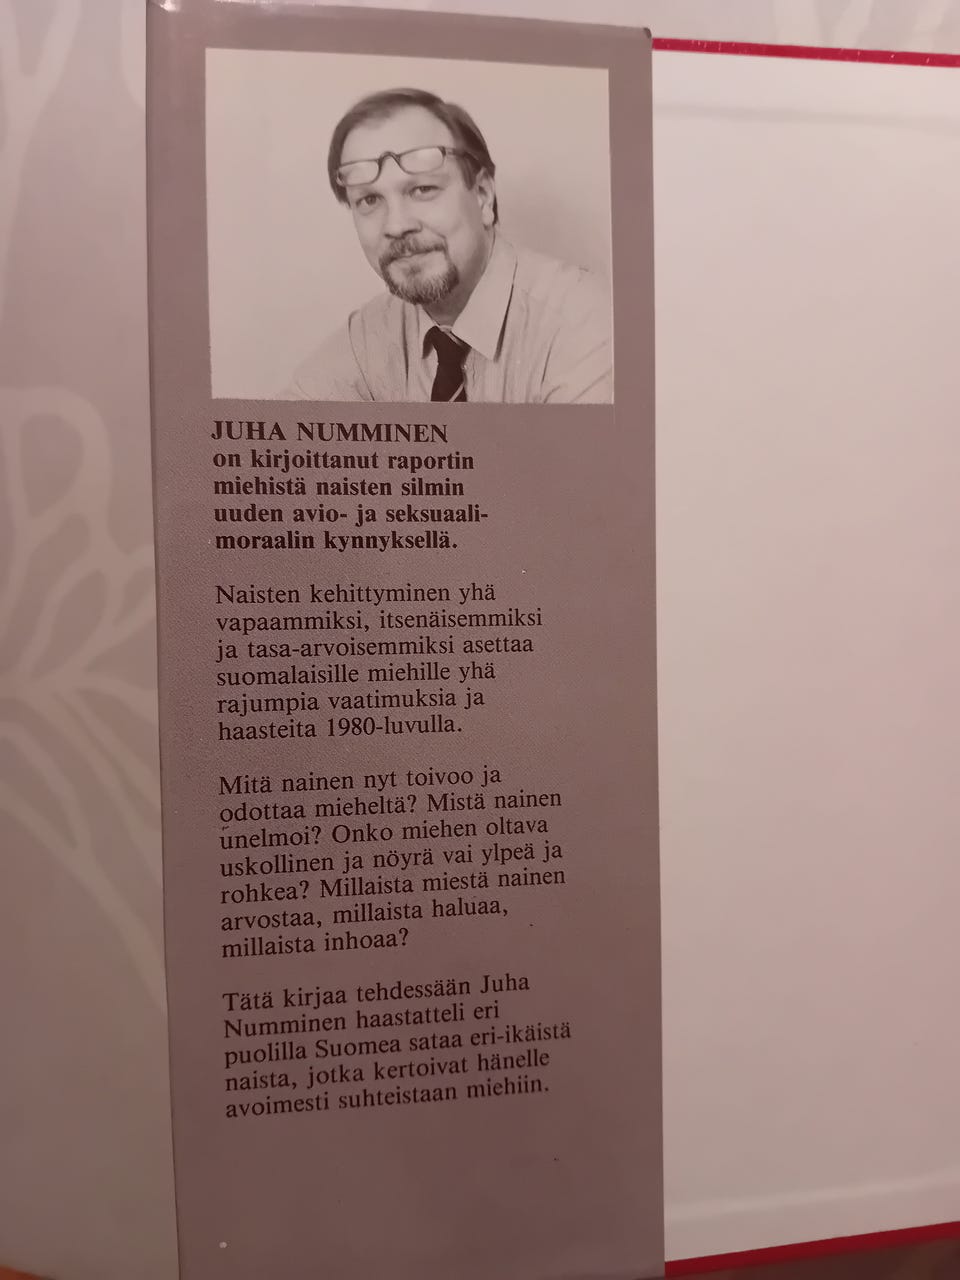 JUHA NUMMINEN
on kirjoittanut raportin
miehistä naisten silmin
uuden avio- ja seksuaali-
moraalin kynnyksellä.
Naisten kehittyminen yhä
vapaammiksi, itsenäisemmiksi
ja tasa-arvoisemmiksi asettaa
suomalaisille miehille yhä
rajumpia vaatimuksia ja
haasteita 1980-luvulla.
Mitä nainen nyt toivoo ja
odottaa mieheltä? Mistä nainen
unelmoi? Onko miehen oltava
uskollinen ja nöyrä vai ylpeä ja
rohkea? Millaista miestä nainen
arvostaa, millaista haluaa,
millaista inhoaa?
Tätä kirjaa tehdessään Juha
Numminen haastatteli eri
puolilla Suomea sataa eri-ikäistä
naista, jotka kertoivat hänelle
avoimesti suhteistaan miehiin.